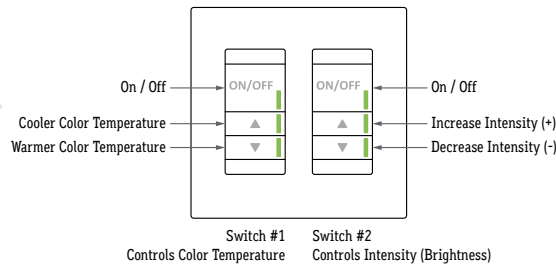 ON/OFF ON/OFF
On / Off On / Off
Cooler Color Temperature Increase Intensity (+)
Warmer Color Temperature Decrease Intensity (-)
Switch #1 Switch #2
Controls Color Temperature Controls Intensity (Brightness)